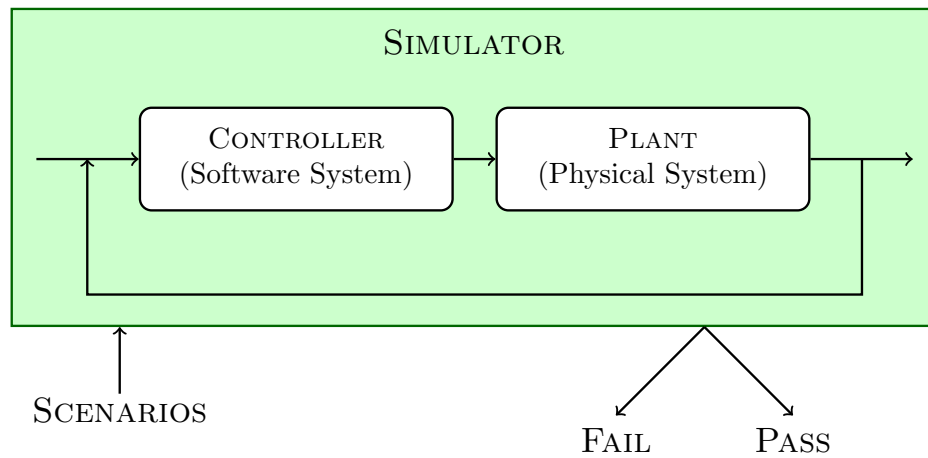 SIMULATOR
CONTROLLER
(Software System)
PLANT
(Physical System)
SCENARIOS
FAIL
PASS